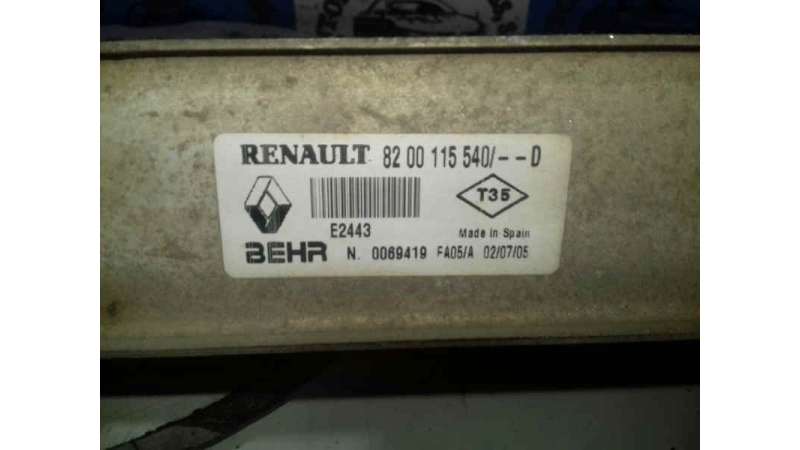 RENAULT 82 00 115 540/--D
T35
E2443
Made in Spain
BEHR N. 0069419 FA05/A 02/07/05